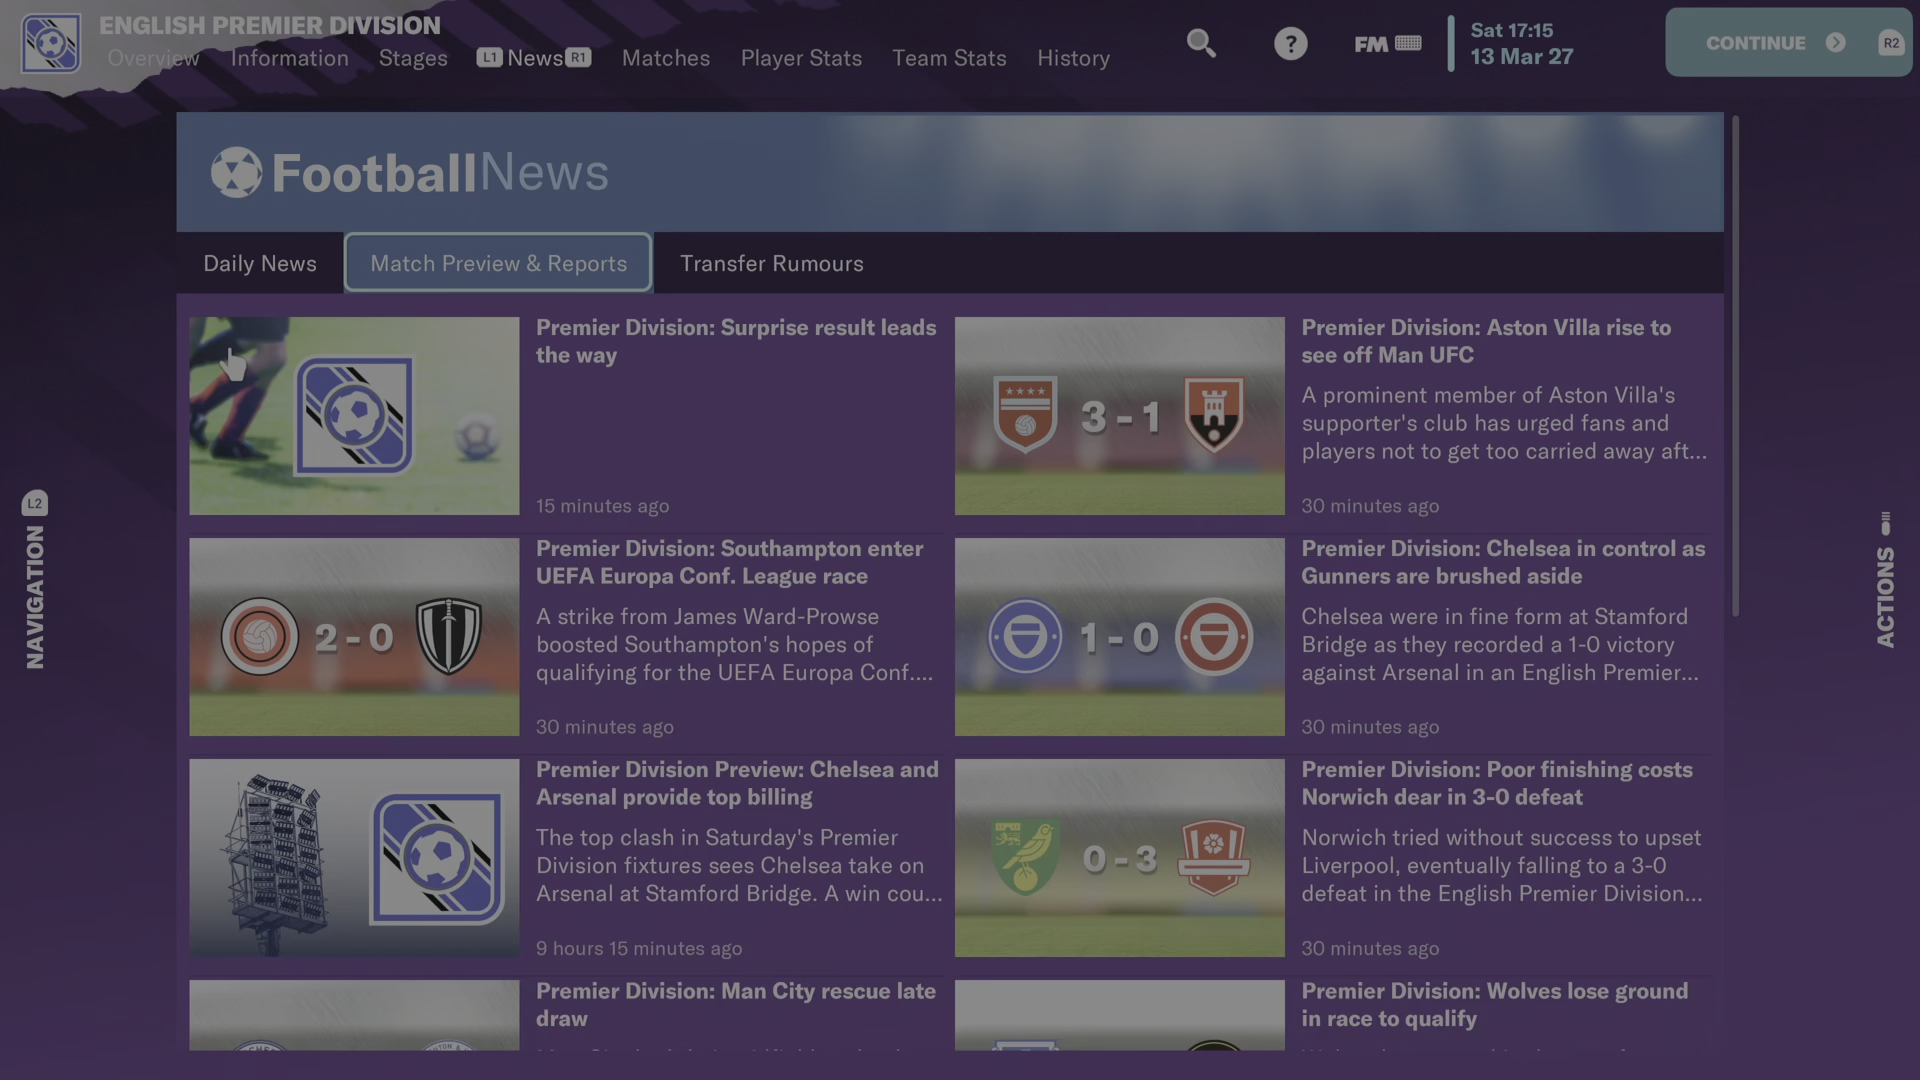 ENGLISH PREMIER DIVISION
Overview Information Stages L1 News R1 Matches Player Stats Team Stats History
?
FM
Sat 17:15
13 Mar 27
CONTINUE R2
FootballNews
Daily News Match Preview & Reports Transfer Rumours
Premier Division: Surprise result leads
the way
15 minutes ago
3 - 1
Premier Division: Aston Villa rise to
see off Man UFC
A prominent member of Aston Villa's
supporter's club has urged fans and
players not to get too carried away aft...
30 minutes ago
L2
NAVIGATION
ACTIONS
2 - 0
Premier Division: Southampton enter
UEFA Europa Conf. League race
A strike from James Ward-Prowse
boosted Southampton's hopes of
qualifying for the UEFA Europa Conf....
30 minutes ago
1 - 0
Premier Division: Chelsea in control as
Gunners are brushed aside
Chelsea were in fine form at Stamford
Bridge as they recorded a 1-0 victory
against Arsenal in an English Premier...
30 minutes ago
Premier Division Preview: Chelsea and
Arsenal provide top billing
The top clash in Saturday's Premier
Division fixtures sees Chelsea take on
Arsenal at Stamford Bridge. A win cou...
9 hours 15 minutes ago
0 - 3
Premier Division: Poor finishing costs
Norwich dear in 3-0 defeat
Norwich tried without success to upset
Liverpool, eventually falling to a 3-0
defeat in the English Premier Division...
30 minutes ago
Premier Division: Man City rescue late
draw
Premier Division: Wolves lose ground
in race to qualify